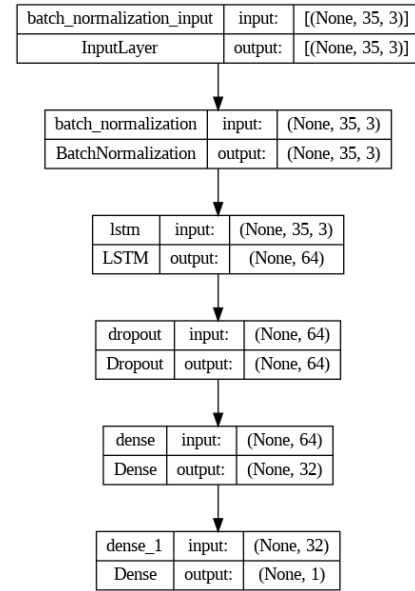 batch_normalization_input input: [(None, 35, 3)]
InputLayer output: [(None, 35, 3)]
batch_normalization input: (None, 35, 3)
BatchNormalization output: (None, 35, 3)
lstm input: (None, 35, 3)
LSTM output: (None, 64)
dropout input: (None, 64)
Dropout output: (None, 64)
dense input: (None, 64)
Dense output: (None, 32)
dense_1 input: (None, 32)
Dense output: (None, 1)